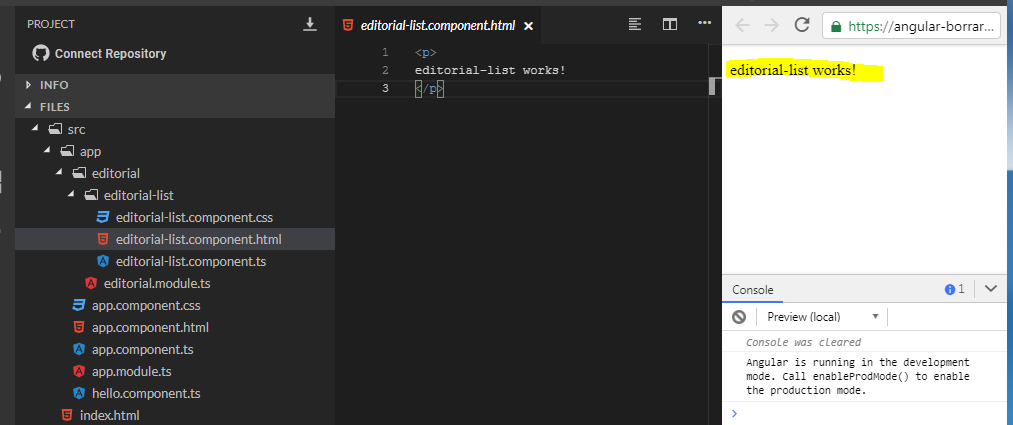 PROJECT
Connect Repository
INFO
FILES
src
app
editorial
editorial-list
editorial-list.component.css
editorial-list.component.html
editorial-list.component.ts
editorial.module.ts
app.component.css
app.component.html
app.component.ts
app.module.ts
hello.component.ts
index.html
editorial-list.component.html ×
1 <p>
2 editorial-list works!
3 </p>
https://angular-borrar...
editorial-list works!
Console 1
Preview (local)
Console was cleared
Angular is running in the development
mode. Call enableProdMode() to enable
the production mode.